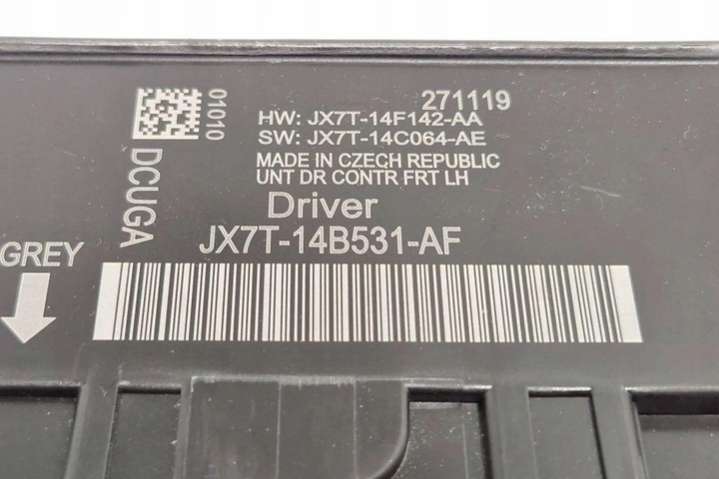 271119
01010
HW: JX7T-14F142-AA
SW: JX7T-14C064-AE
MADE IN CZECH REPUBLIC
UNT DR CONTR FRT LH
DCUGA
Driver
JX7T-14B531-AF
GREY